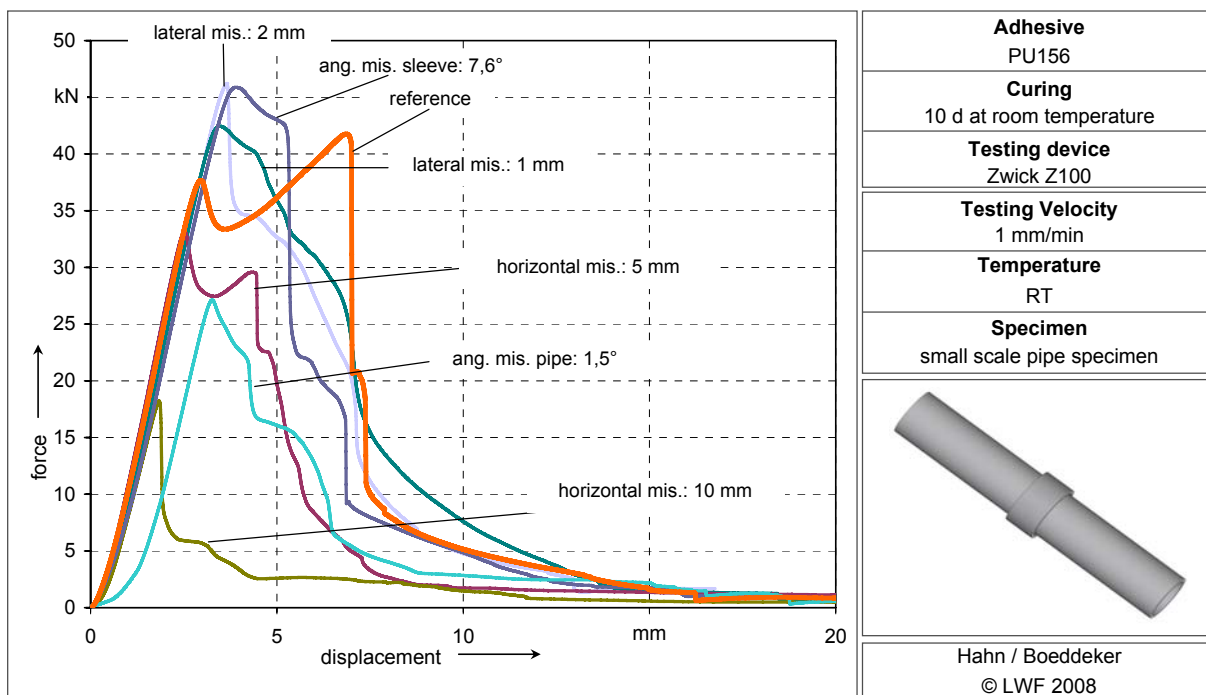 lateral mis.: 2 mm
ang. mis. sleeve: 7,6°
reference
lateral mis.: 1 mm
horizontal mis.: 5 mm
ang. mis. pipe: 1,5°
horizontal mis.: 10 mm
50
kN
40
35
30
25
20
15
10
5
0
force
0
5
10
mm
20
displacement
Adhesive
PU156
Curing
10 d at room temperature
Testing device
Zwick Z100
Testing Velocity
1 mm/min
Temperature
RT
Specimen
small scale pipe specimen
Hahn / Boeddeker
© LWF 2008